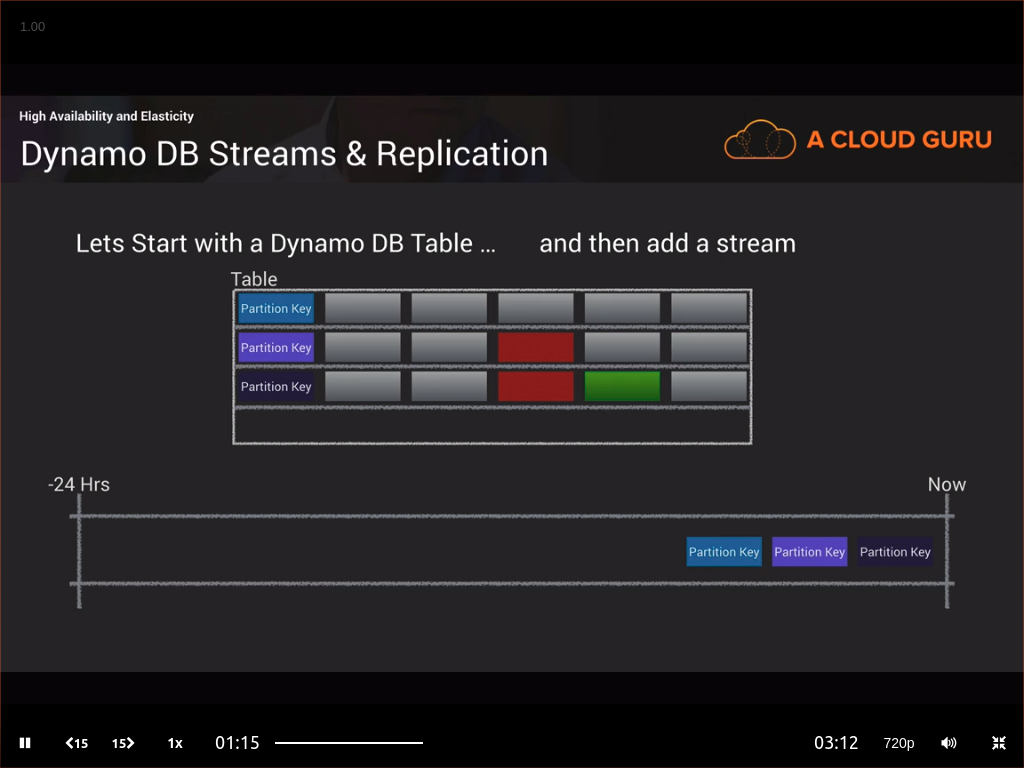 1.00
High Availability and Elasticity
Dynamo DB Streams & Replication
A CLOUD GURU
Lets Start with a Dynamo DB Table ... and then add a stream
Table
Partition Key
Partition Key
Partition Key
-24 Hrs Now
Partition Key Partition Key Partition Key
15 15 1x 01:15 03:12 720p